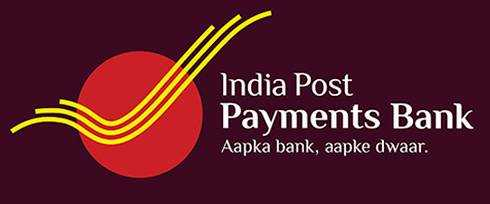 India Post
Payments Bank
Aapka bank, aapke dwaar.